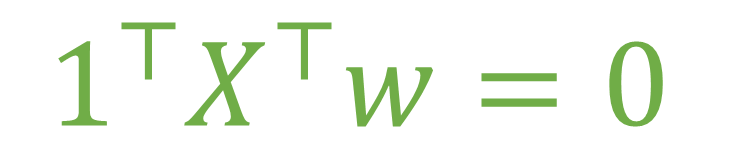 1⊤X⊤w = 0